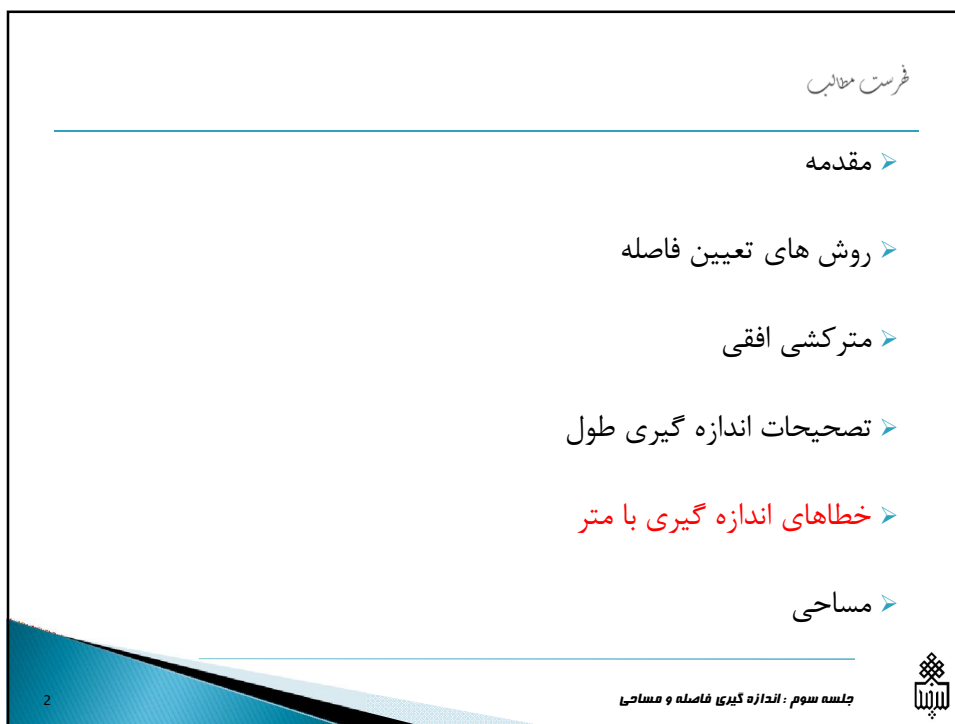 فهرست مطالب
مقدمه
روش های تعیین فاصله
مترکشی افقی
تصحیحات اندازه گیری طول
خطاهای اندازه گیری با متر
مساحی
جلسه سوم : اندازه گیری فاصله و مساحی
2